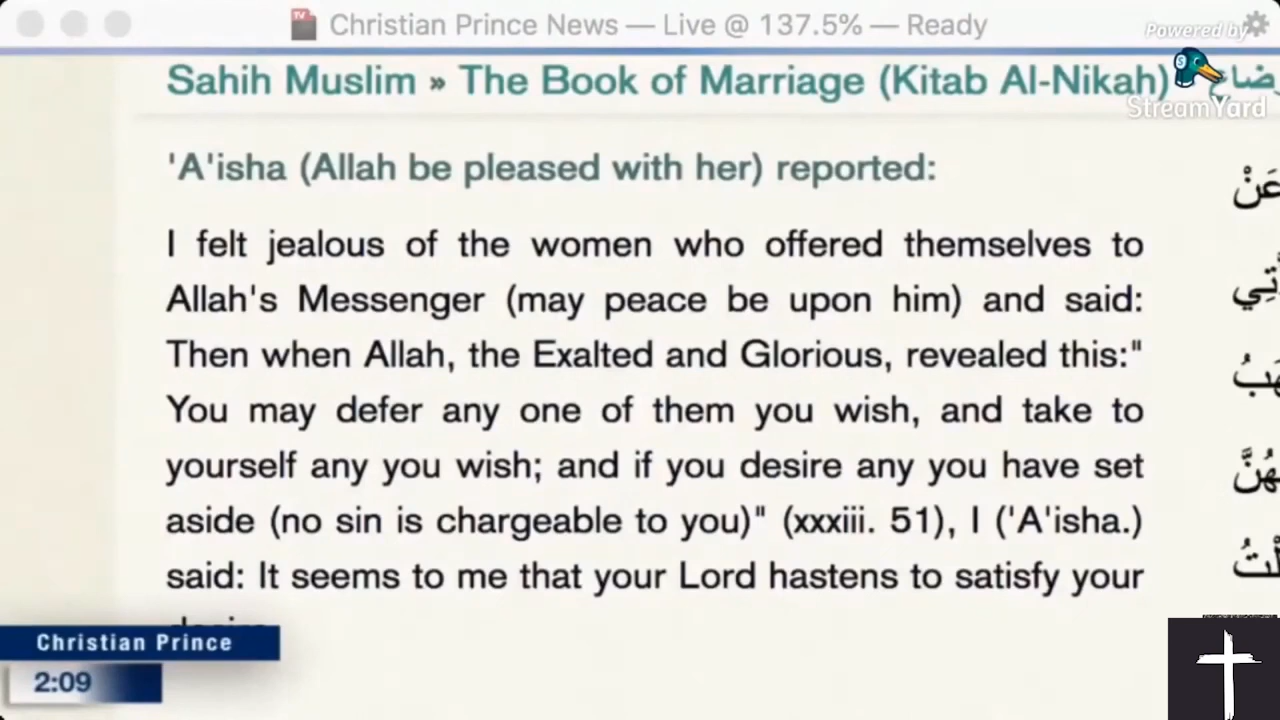 Christian Prince News — Live @ 137.5% — Ready
Powered by
StreamYard
Sahih Muslim » The Book of Marriage (Kitab Al-Nikah)
'A'isha (Allah be pleased with her) reported:
I felt jealous of the women who offered themselves to
Allah's Messenger (may peace be upon him) and said:
Then when Allah, the Exalted and Glorious, revealed this:"
You may defer any one of them you wish, and take to
yourself any you wish; and if you desire any you have set
aside (no sin is chargeable to you)" (xxxiii. 51), I ('A'isha.)
said: It seems to me that your Lord hastens to satisfy your
عَنْ
Christian Prince
2:09